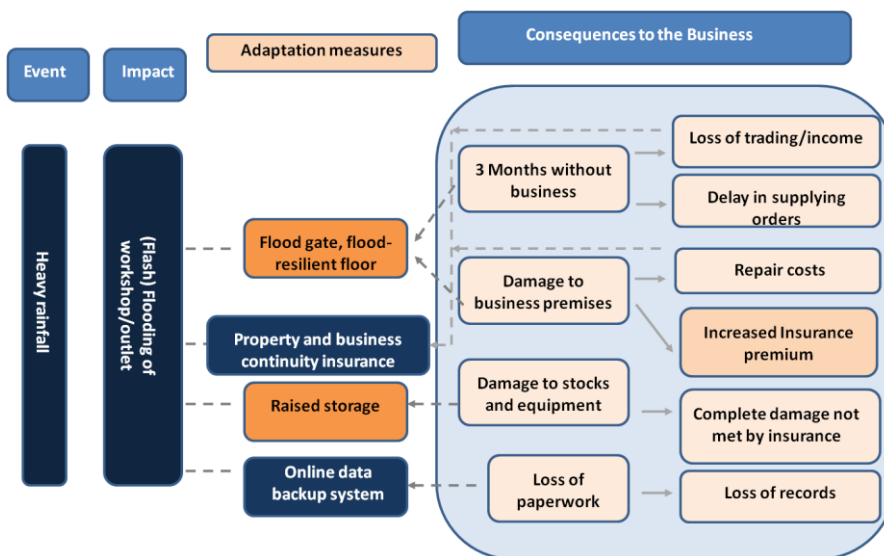 Event
Impact
Adaptation measures
Consequences to the Business
Heavy rainfall
(Flash) Flooding of
workshop/outlet
Flood gate, flood-
resilient floor
Property and business
continuity insurance
Raised storage
Online data
backup system
3 Months without
business
Damage to
business premises
Damage to stocks
and equipment
Loss of
paperwork
Loss of trading/income
Delay in supplying
orders
Repair costs
Increased Insurance
premium
Complete damage not
met by insurance
Loss of records